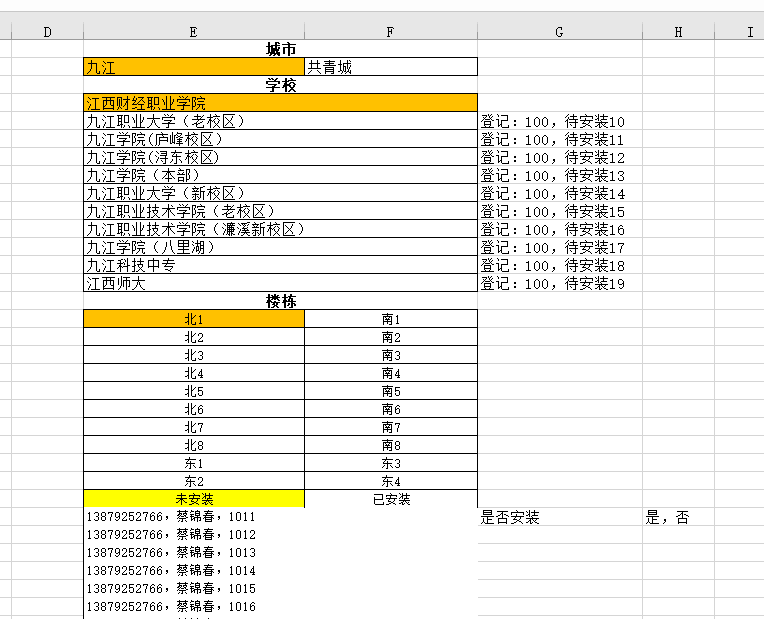 D E F G H I
城市
九江 共青城
学校
江西财经职业学院
九江职业大学（老校区） 登记：100，待安装10
九江学院(庐峰校区） 登记：100，待安装11
九江学院(浔东校区) 登记：100，待安装12
九江学院（本部） 登记：100，待安装13
九江职业大学（新校区） 登记：100，待安装14
九江职业技术学院（老校区） 登记：100，待安装15
九江职业技术学院（濂溪新校区） 登记：100，待安装16
九江学院（八里湖） 登记：100，待安装17
九江科技中专 登记：100，待安装18
江西师大 登记：100，待安装19
楼栋
北1 南1
北2 南2
北3 南3
北4 南4
北5 南5
北6 南6
北7 南7
北8 南8
东1 东3
东2 东4
未安装 已安装
13879252766，蔡锦春，1011 是否安装 是，否
13879252766，蔡锦春，1012
13879252766，蔡锦春，1013
13879252766，蔡锦春，1014
13879252766，蔡锦春，1015
13879252766，蔡锦春，1016